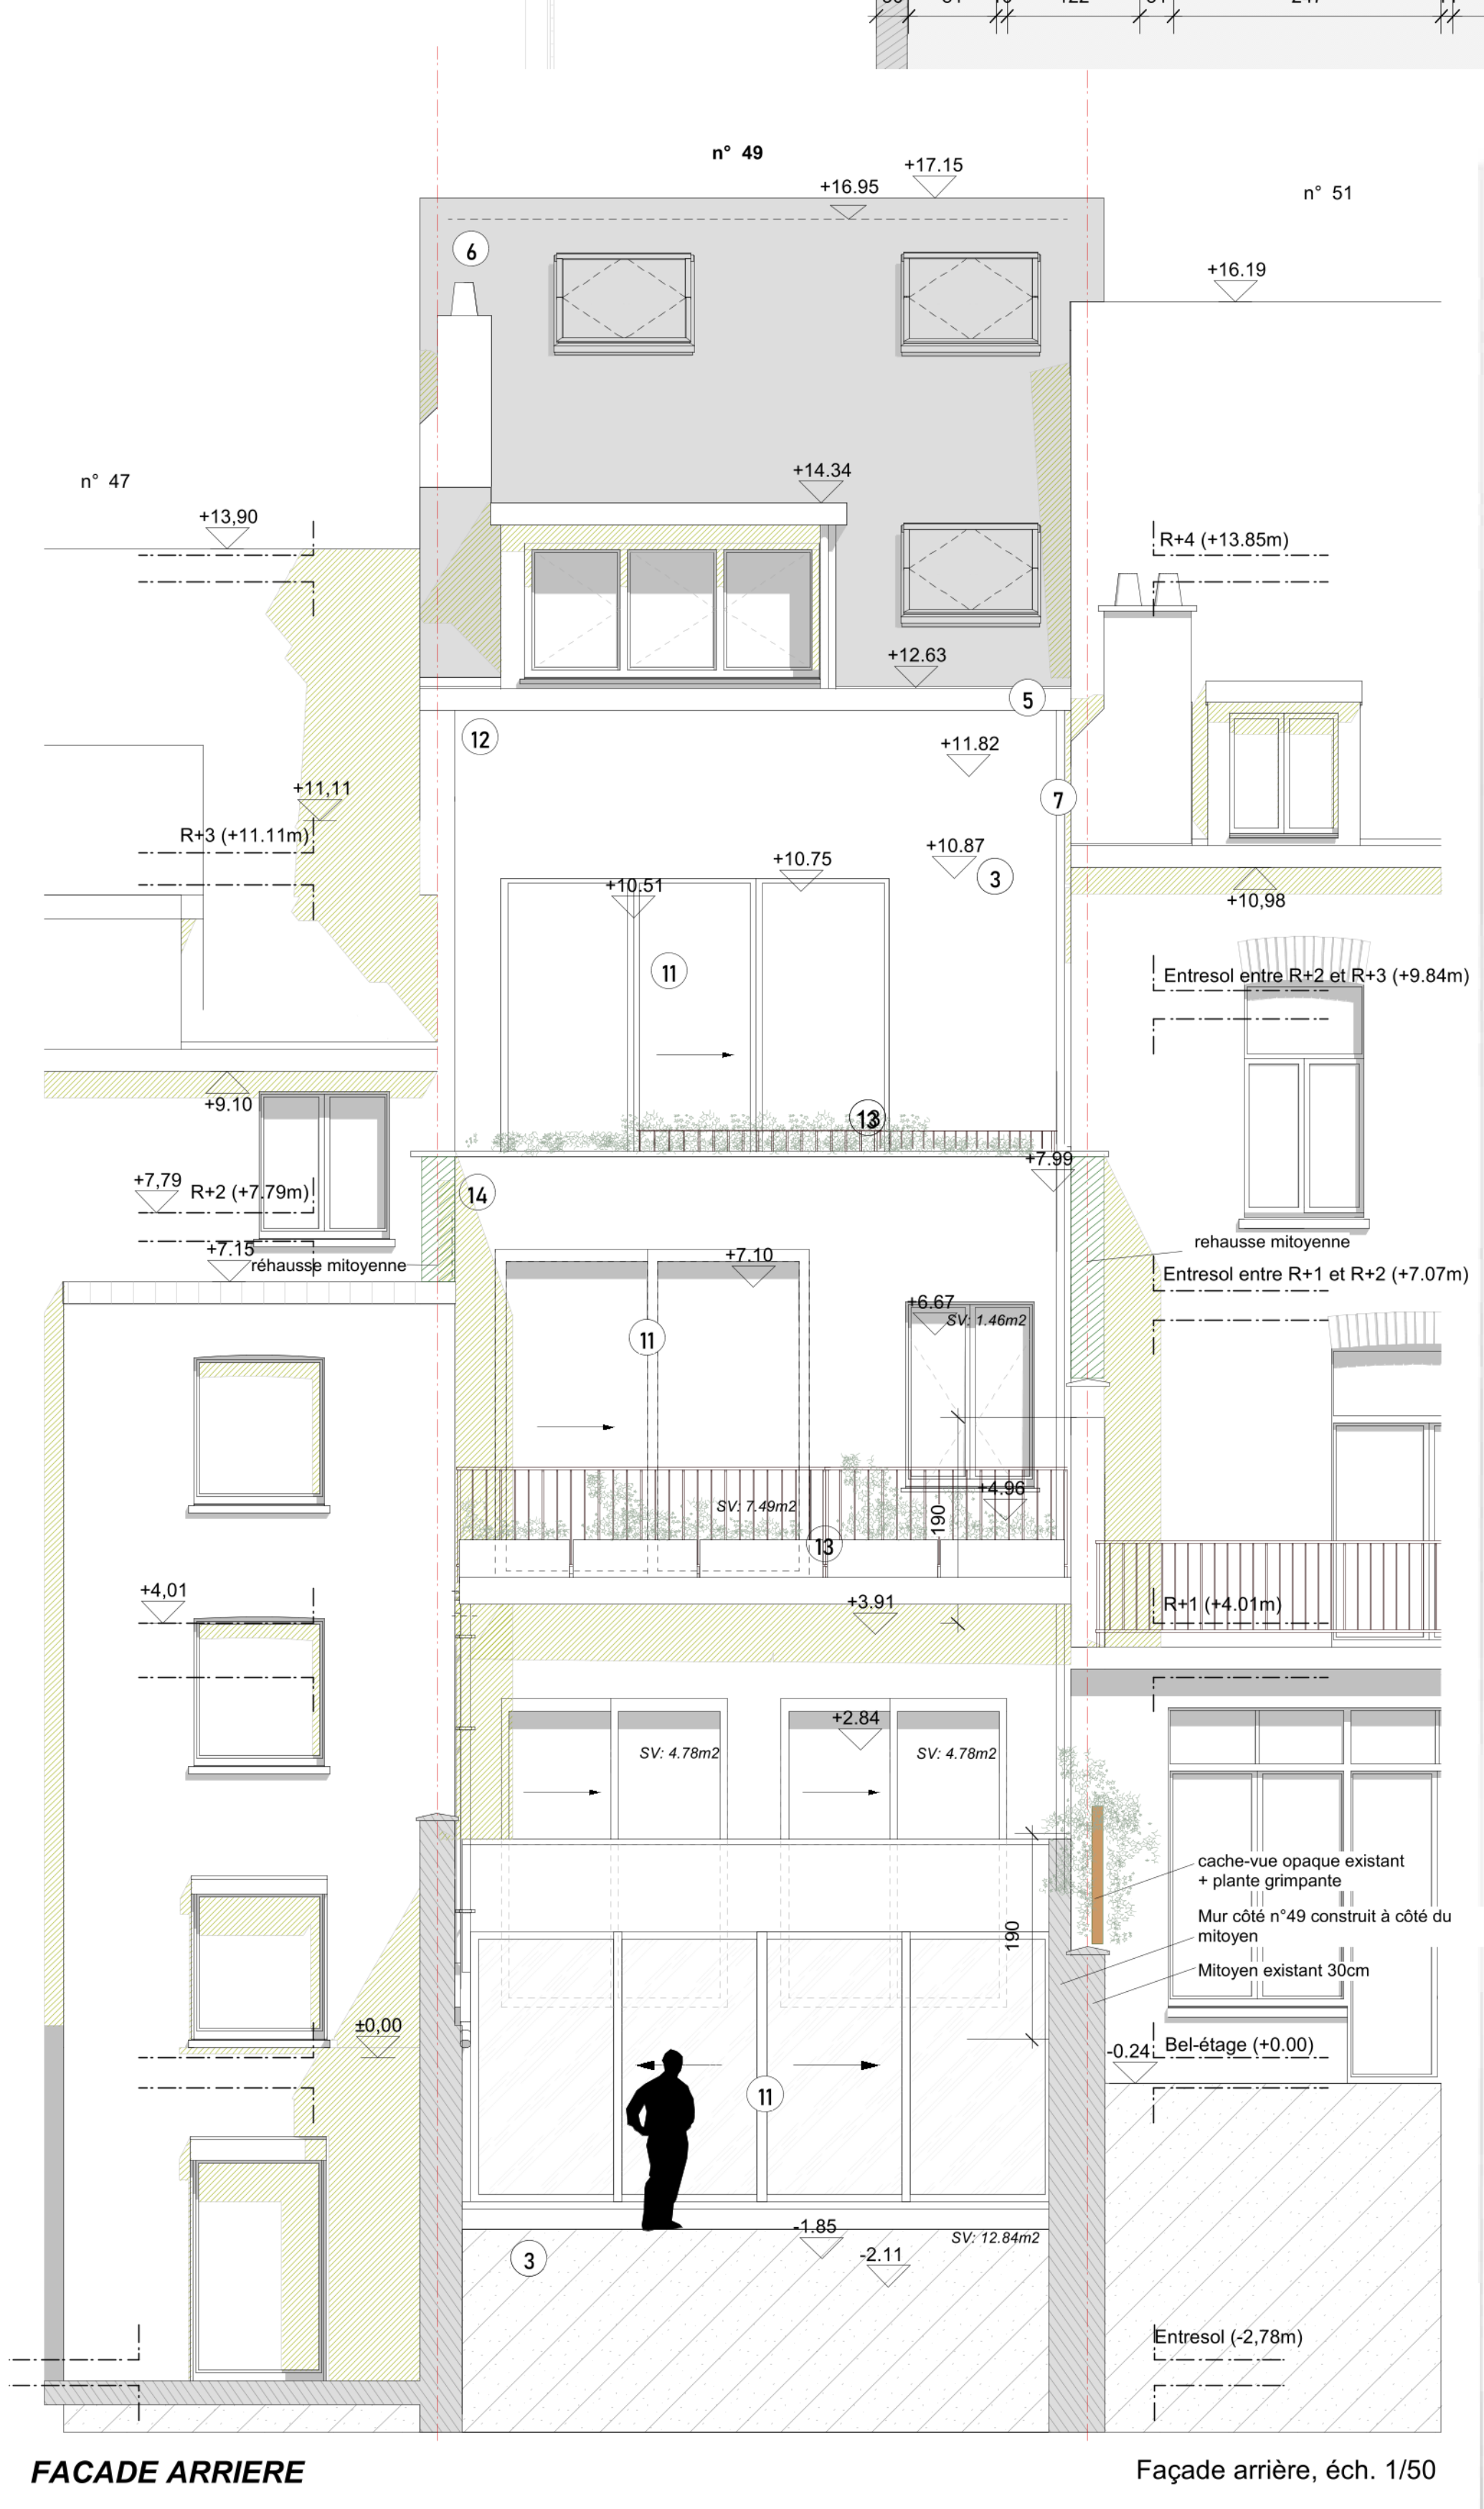 122
n° 49
+17.15
+16.95
n° 51
6
+16.19
+14.34
n° 47
+13,90
R+4 (+13.85m)
+12.63
5
12
+11.82
7
+11,11
R+3 (+11.11m)
+10.87
+10.75
+10.51
3
+10,98
11
Entresol entre R+2 et R+3 (+9.84m)
+9.10
13
+7.99
+7,79
R+2 (+7.79m)
14
+7.15
réhausse mitoyenne
rehausse mitoyenne
+7.10
Entresol entre R+1 et R+2 (+7.07m)
+6.67
SV: 1.46m2
11
+4.96
SV: 7.49m2
190
13
+4,01
+3.91
R+1 (+4.01m)
+2.84
SV: 4.78m2
SV: 4.78m2
cache-vue opaque existant
+ plante grimpante
Mur côté n°49 construit à côté du
mitoyen
190
Mitoyen existant 30cm
±0,00
-0.24
Bel-étage (+0.00)
11
-1.85
SV: 12.84m2
-2.11
3
Entresol (-2,78m)
FACADE ARRIERE
Façade arrière, éch. 1/50